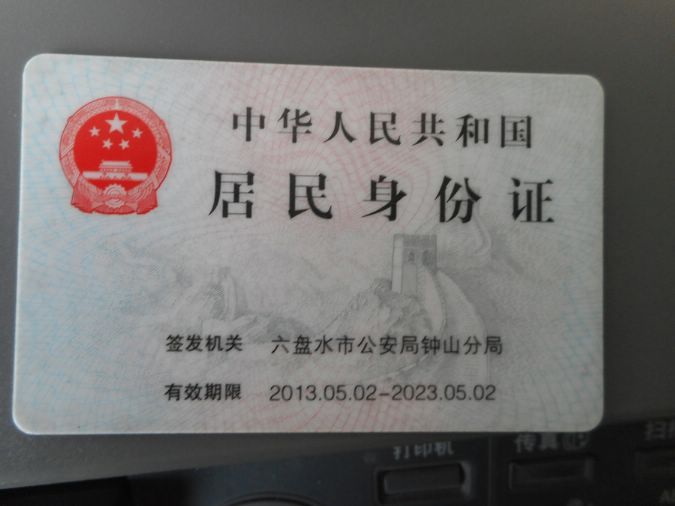 中华人民共和国
居民身份证
签发机关 六盘水市公安局钟山分局
有效期限 2013.05.02-2023.05.02
打印机 传真